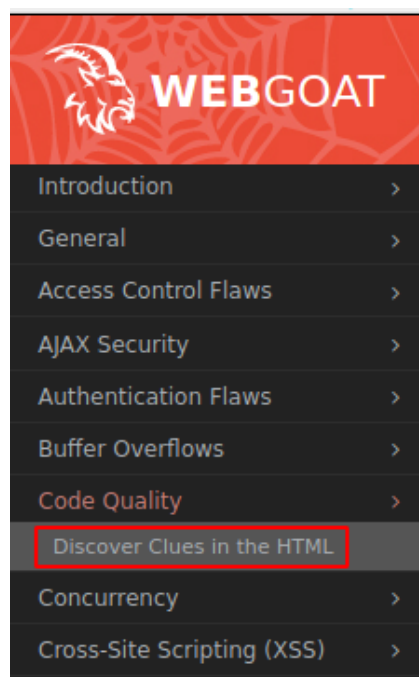 WEBGOAT
Introduction
General
Access Control Flaws
AJAX Security
Authentication Flaws
Buffer Overflows
Code Quality
Discover Clues in the HTML
Concurrency
Cross-Site Scripting (XSS)